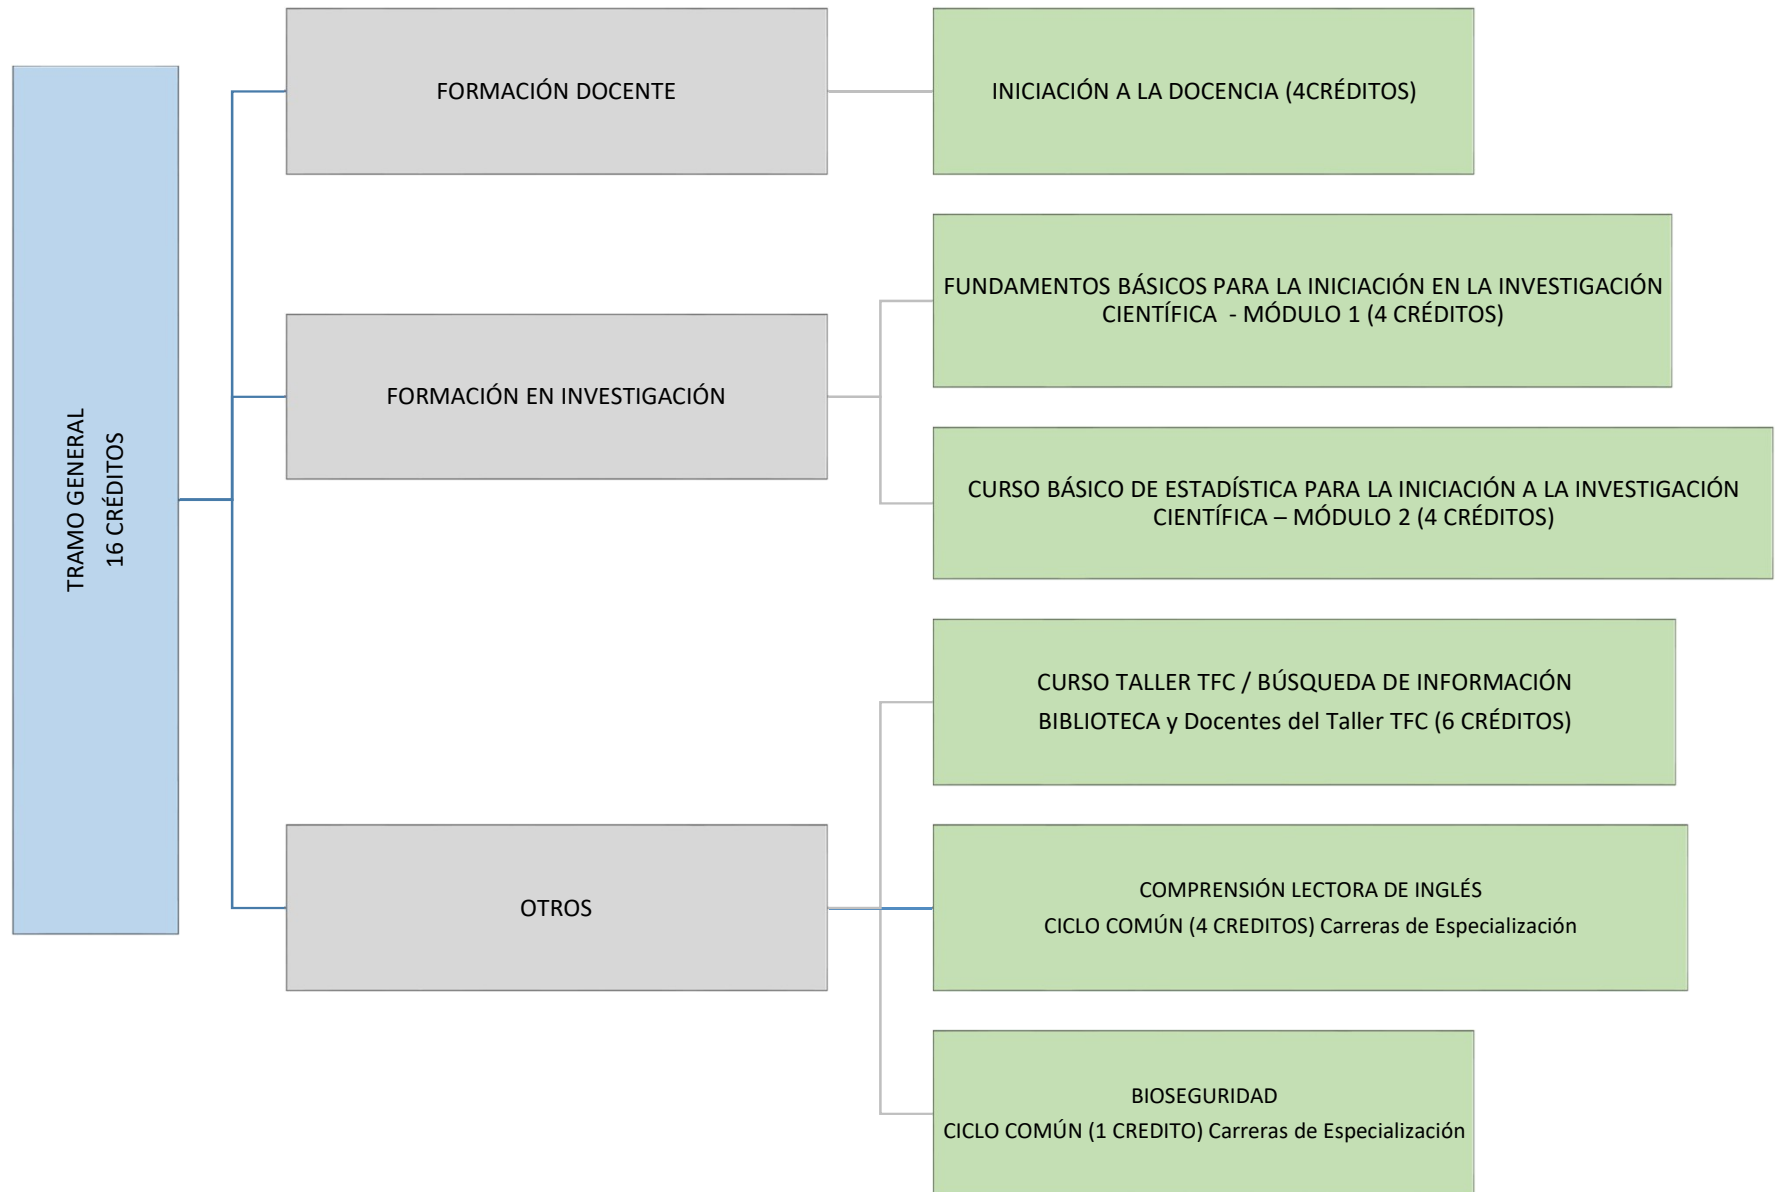 TRAMO GENERAL
16 CRÉDITOS
FORMACIÓN DOCENTE
INICIACIÓN A LA DOCENCIA (4CRÉDITOS)
FORMACIÓN EN INVESTIGACIÓN
FUNDAMENTOS BÁSICOS PARA LA INICIACIÓN EN LA INVESTIGACIÓN
CIENTÍFICA - MÓDULO 1 (4 CRÉDITOS)
CURSO BÁSICO DE ESTADÍSTICA PARA LA INICIACIÓN A LA INVESTIGACIÓN
CIENTÍFICA – MÓDULO 2 (4 CRÉDITOS)
OTROS
CURSO TALLER TFC / BÚSQUEDA DE INFORMACIÓN
BIBLIOTECA y Docentes del Taller TFC (6 CRÉDITOS)
COMPRENSIÓN LECTORA DE INGLÉS
CICLO COMÚN (4 CREDITOS) Carreras de Especialización
BIOSEGURIDAD
CICLO COMÚN (1 CREDITO) Carreras de Especialización